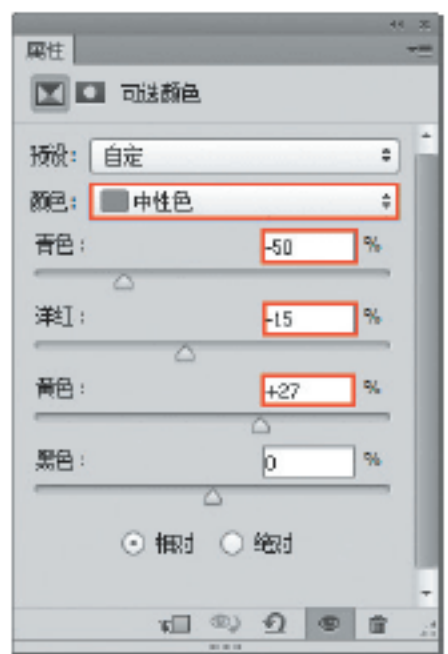 属性
可选颜色
预设： 自定
颜色： 中性色
青色： -50 %
洋红： -15 %
黄色： +27 %
黑色： 0 %
相对 绝对